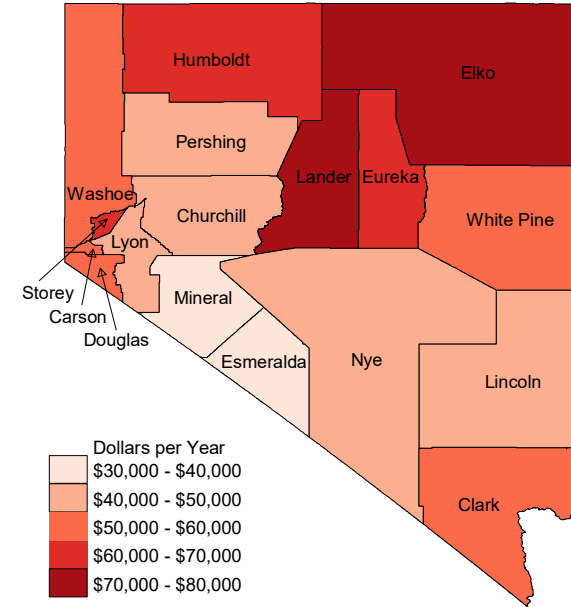 Humboldt
Elko
Pershing
Lander
Eureka
Washoe
Churchill
White Pine
Lyon
Storey
Mineral
Carson
Douglas
Esmeralda
Nye
Lincoln
Clark
Dollars per Year
$30,000 - $40,000
$40,000 - $50,000
$50,000 - $60,000
$60,000 - $70,000
$70,000 - $80,000